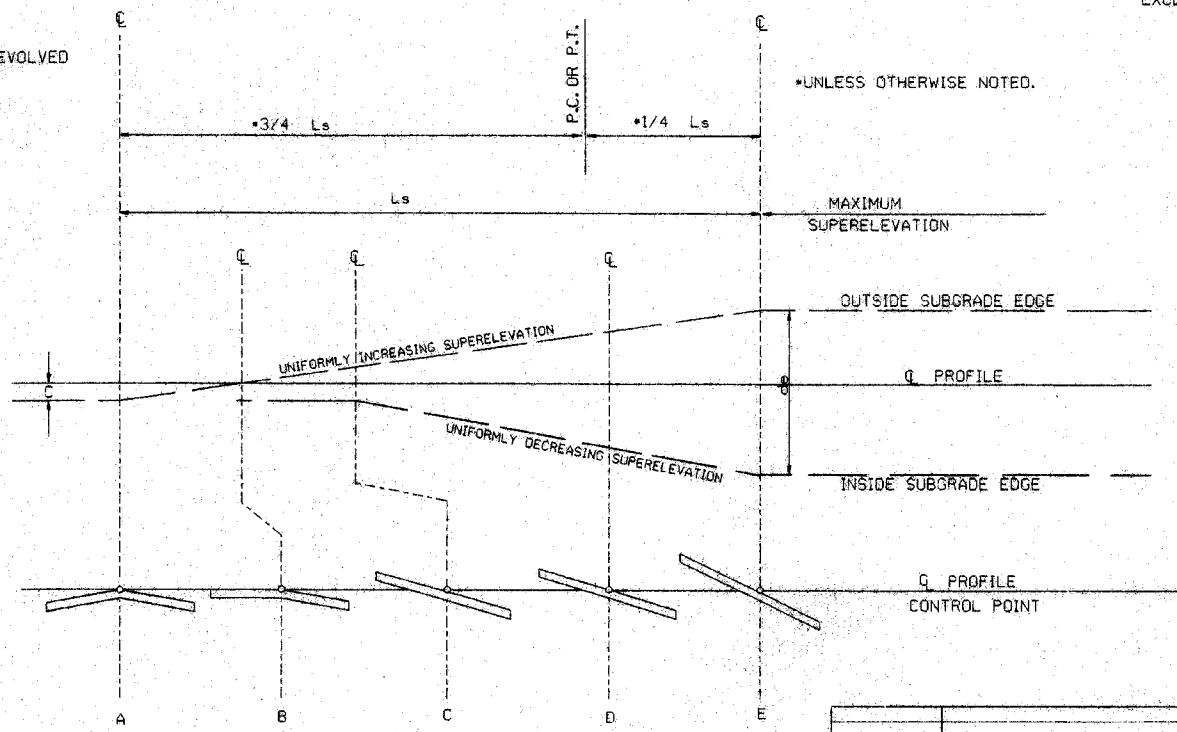 ℄
℄
EVOLVED
P.C. OR P.T.
*UNLESS OTHERWISE NOTED.
*3/4 Ls
*1/4 Ls
Ls
MAXIMUM
SUPERELEVATION
℄
℄
℄
OUTSIDE SUBGRADE EDGE
UNIFORMLY INCREASING SUPERELEVATION
℄ PROFILE
C
UNIFORMLY DECREASING SUPERELEVATION
INSIDE SUBGRADE EDGE
℄ PROFILE
CONTROL POINT
A
B
C
D
E